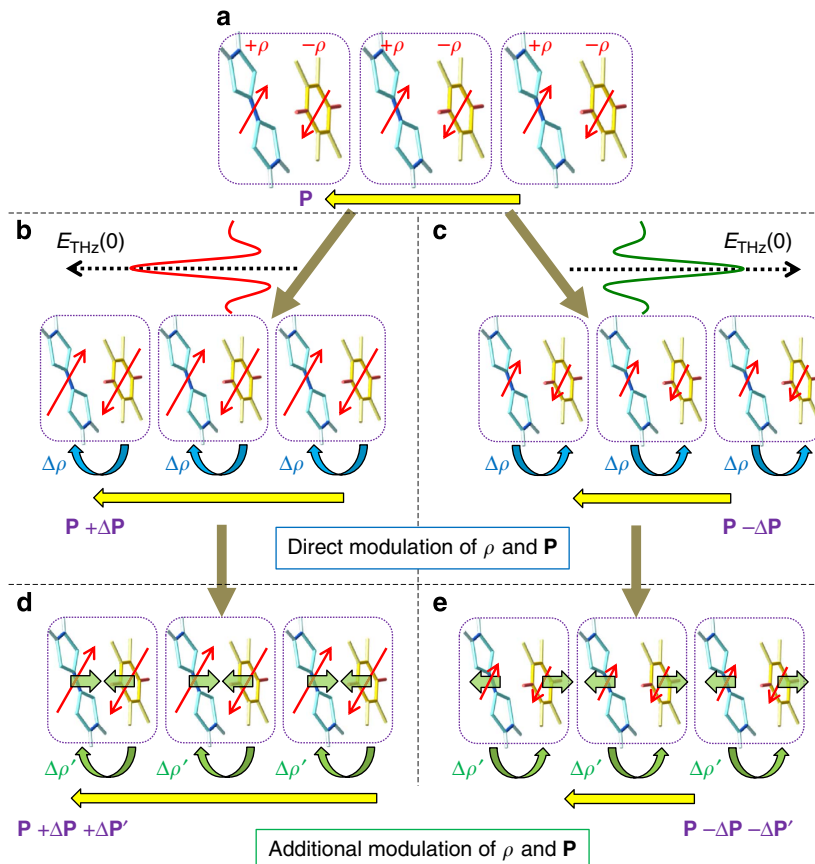 a
+ρ −ρ +ρ −ρ +ρ −ρ
P
b
E_THz(0)
c
E_THz(0)
Δρ Δρ Δρ
Δρ Δρ Δρ
P +ΔP
P −ΔP
Direct modulation of ρ and P
d
e
Δρ′ Δρ′ Δρ′
Δρ′ Δρ′ Δρ′
P +ΔP +ΔP′
P −ΔP −ΔP′
Additional modulation of ρ and P